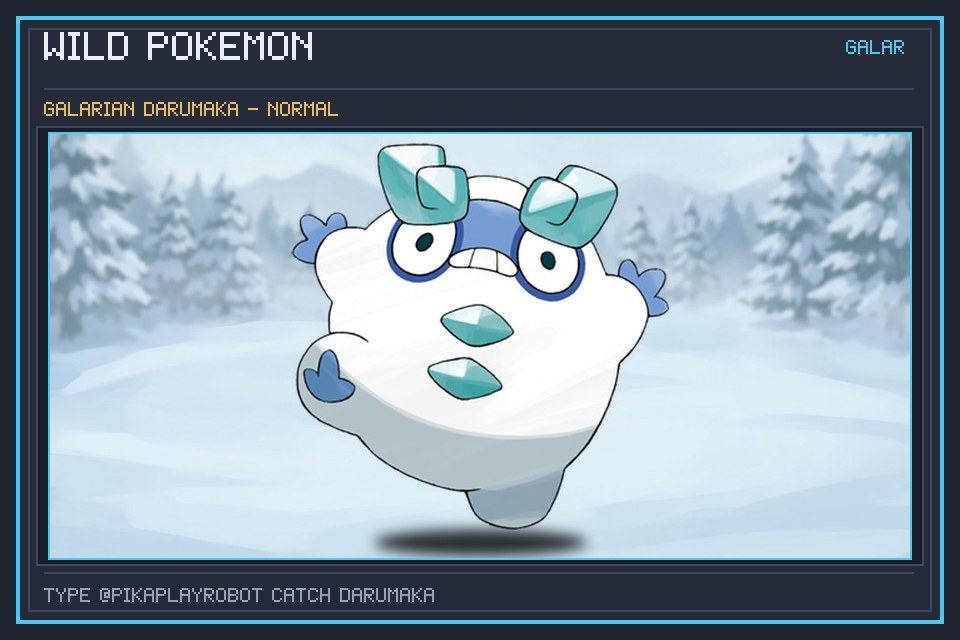 WILD POKEMON
GALAR
GALARIAN DARUMAKA - NORMAL
TYPE @PIKAPLAYROBOT CATCH DARUMAKA